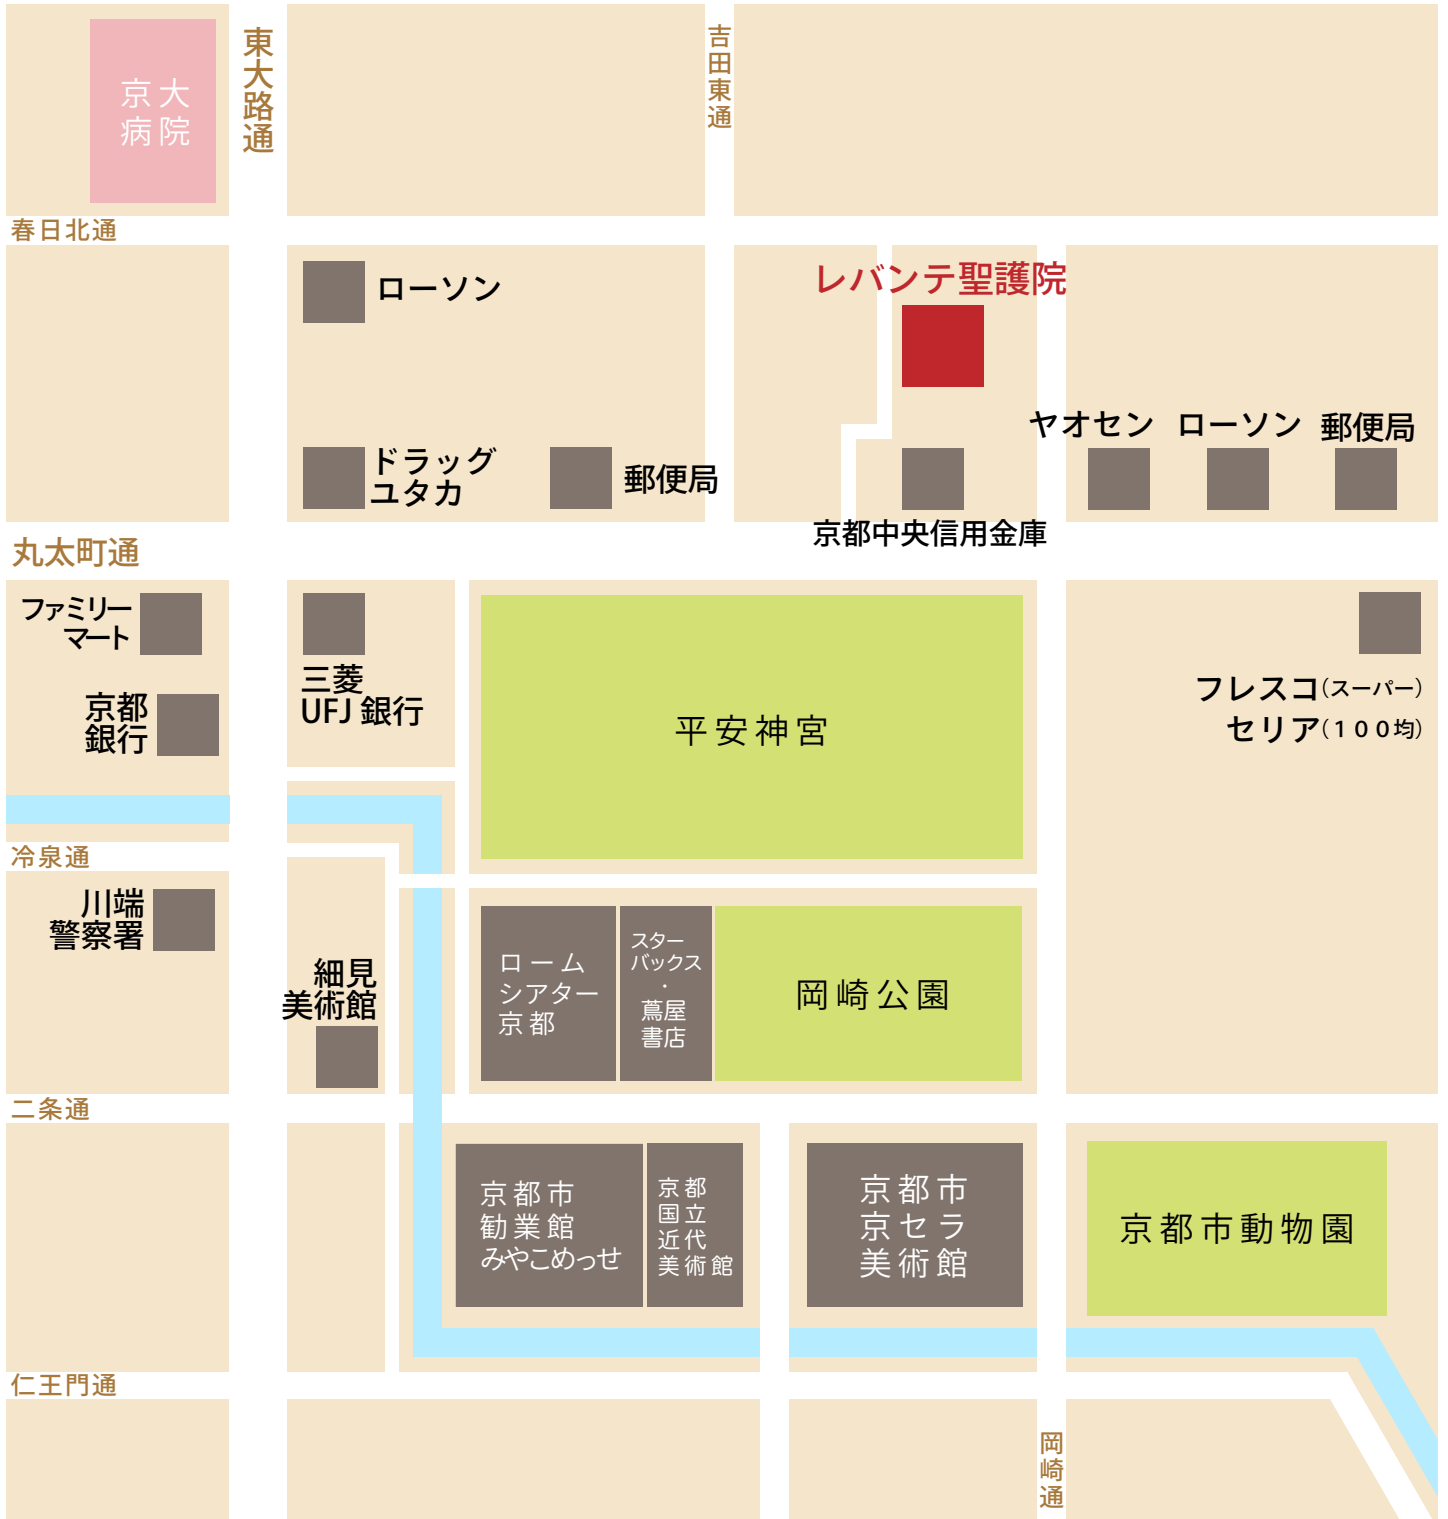 京大
病院
東大路通
吉田東通
春日北通
ローソン
レバンテ聖護院
ドラッグ
ユタカ
郵便局
ヤオセン
ローソン
郵便局
京都中央信用金庫
丸太町通
ファミリー
マート
三菱
UFJ 銀行
京都
銀行
平安神宮
フレスコ(スーパー)
セリア(100均)
冷泉通
川端
警察署
細見
美術館
ローム
シアター
京都
スター
バックス
・
蔦屋
書店
岡崎公園
二条通
京都市
勧業館
みやこめっせ
京都
国立
近代
美術館
京都市
京セラ
美術館
京都市動物園
仁王門通
岡崎通